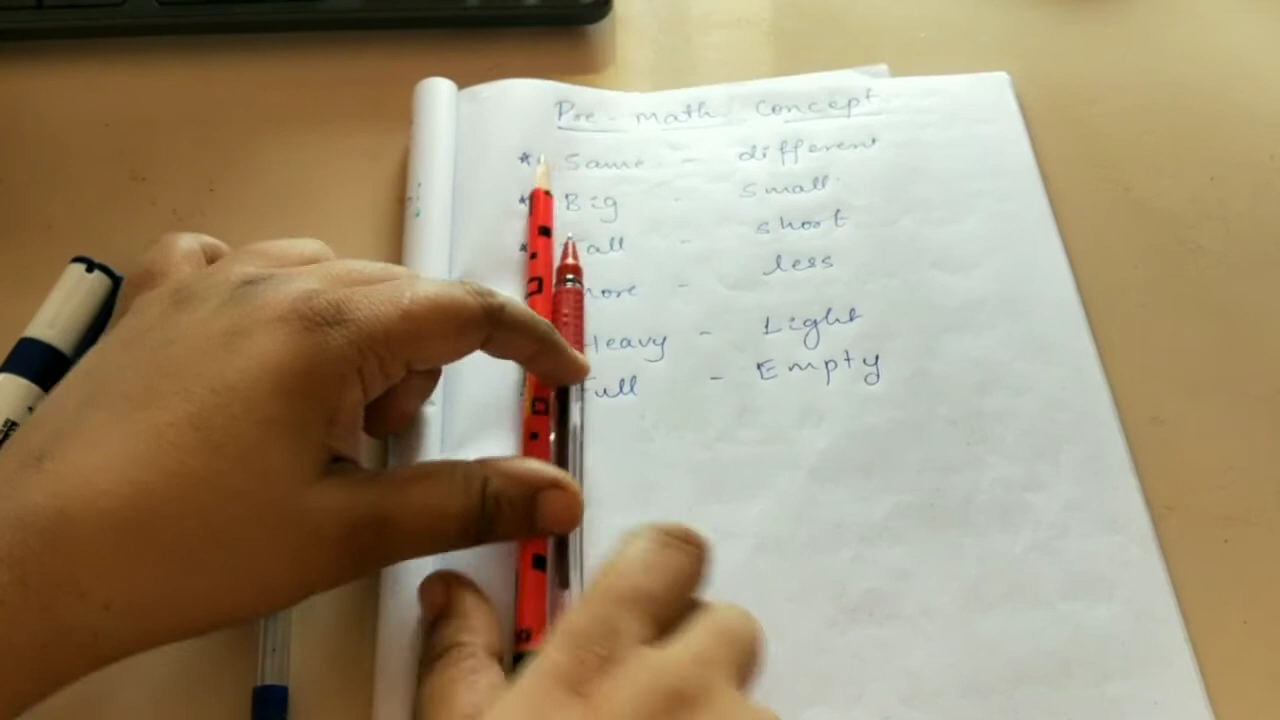 Pre-math Concept
* Same - different
* Big - small
* Tall - short
more - less
Heavy - Light
Full - Empty